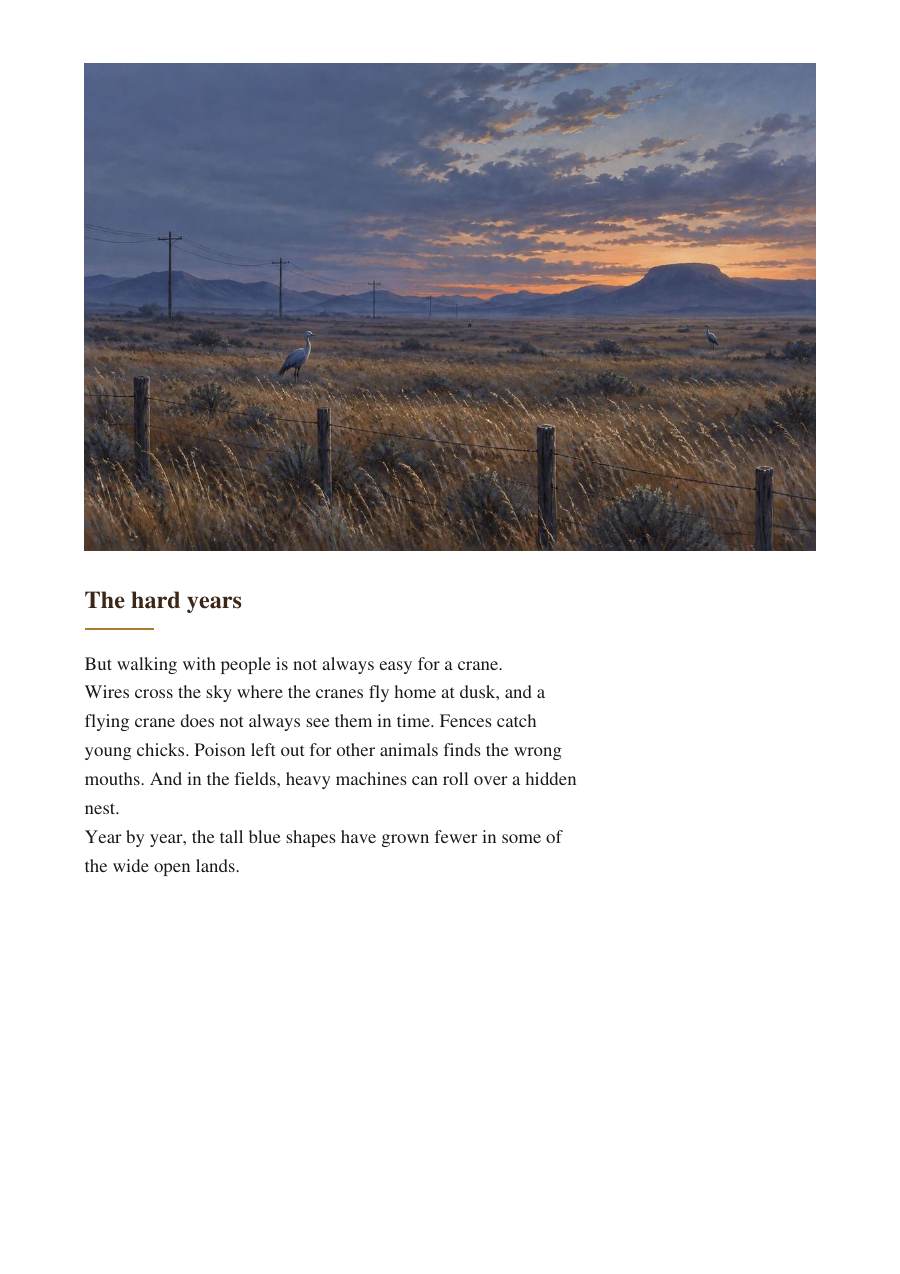 The hard years
But walking with people is not always easy for a crane.
Wires cross the sky where the cranes fly home at dusk, and a
flying crane does not always see them in time. Fences catch
young chicks. Poison left out for other animals finds the wrong
mouths. And in the fields, heavy machines can roll over a hidden
nest.
Year by year, the tall blue shapes have grown fewer in some of
the wide open lands.